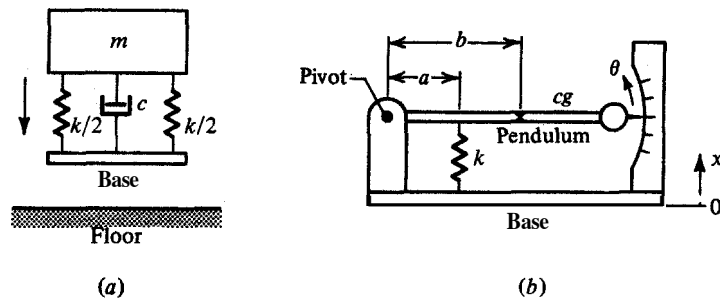 m
c
k/2
k/2
Base
Floor
(a)
b
a
Pivot
θ
cg
Pendulum
k
x
0
Base
(b)